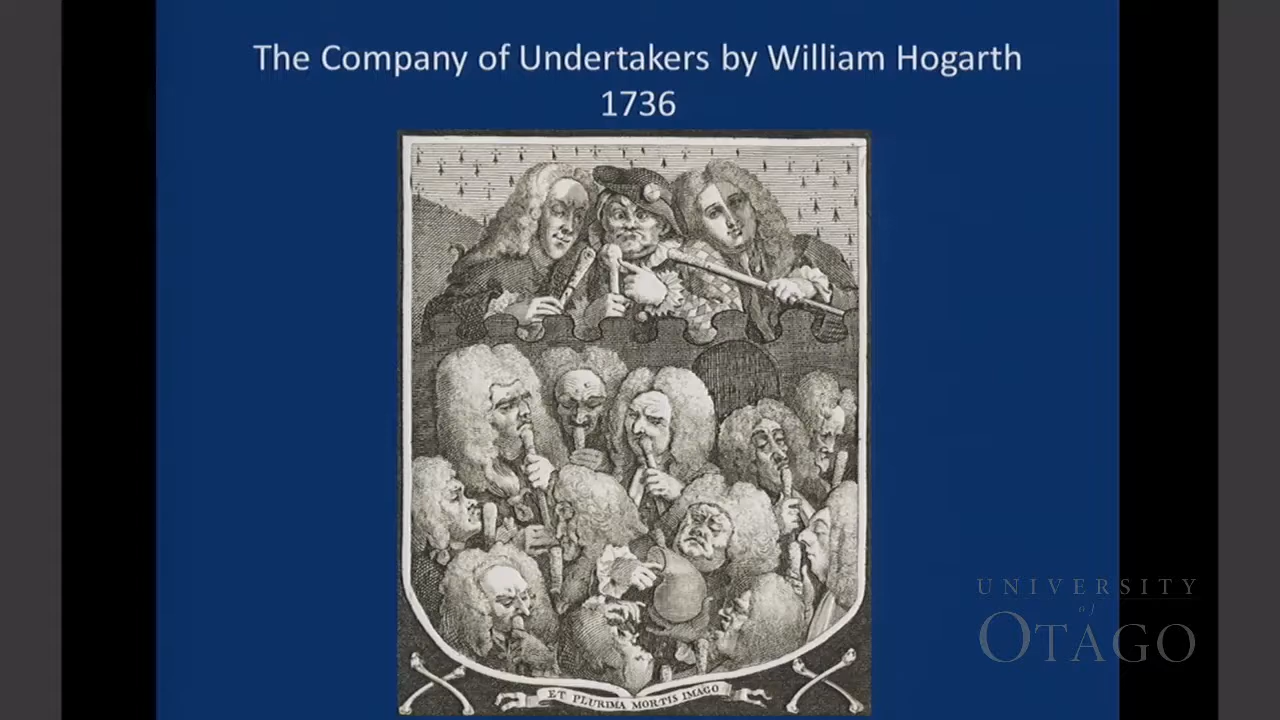 The Company of Undertakers by William Hogarth
1736
ET PLURIMA MORTIS IMAGO
UNIVERSITY
of
OTAGO